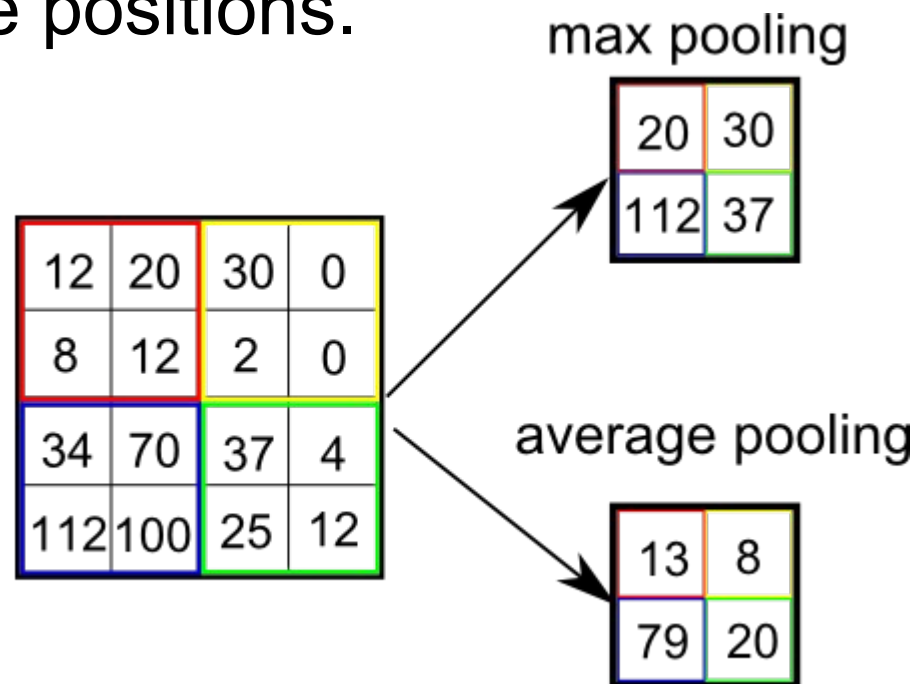 e positions.
max pooling
20 30
112 37
12 20 30 0
8 12 2 0
34 70 37 4
112 100 25 12
average pooling
13 8
79 20